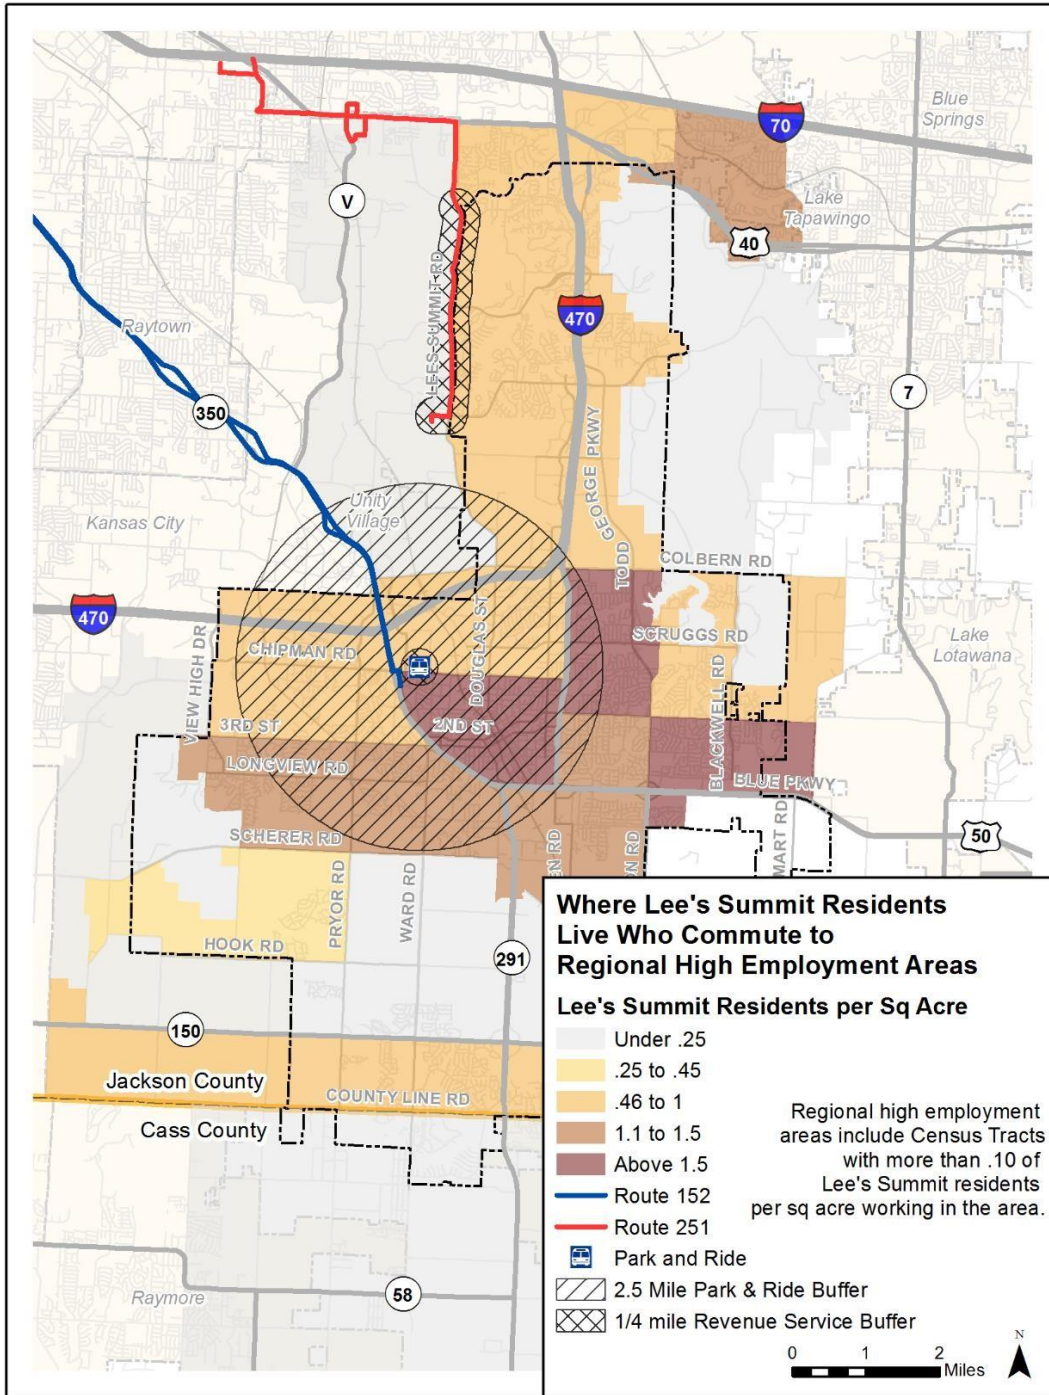 70
Blue
Springs
V
Lake
Tapawingo
40
LEES SUMMIT RD
470
Raytown
350
7
GEORGE PKWY
Unity
Village
Kansas City
TODD
COLBERN RD
470
DOUGLAS ST
SCRUGGS RD
Lake
Lotawana
CHIPMAN RD
VIEW HIGH DR
BLACKWELL RD
3RD ST
2ND ST
LONGVIEW RD
BLUE PKWY
SCHERER RD
50
EN RD
ON RD
MART RD
PRYOR RD
WARD RD
HOOK RD
291
150
Jackson County
COUNTY LINE RD
Cass County
Raymore
58
Where Lee's Summit Residents
Live Who Commute to
Regional High Employment Areas
Lee's Summit Residents per Sq Acre
Under .25
.25 to .45
.46 to 1
1.1 to 1.5
Above 1.5
Route 152
Route 251
Park and Ride
2.5 Mile Park & Ride Buffer
1/4 mile Revenue Service Buffer
Regional high employment
areas include Census Tracts
with more than .10 of
Lee's Summit residents
per sq acre working in the area.
0 2
Miles
N